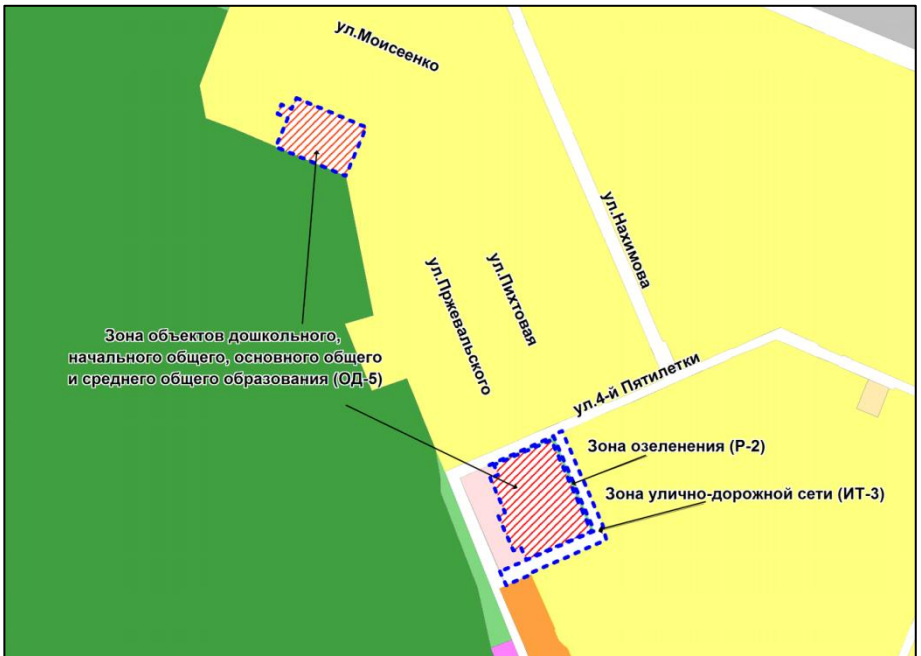 ул.Моисеенко
ул.Нахимова
ул.Пихтовая
ул.Пржевальского
Зона объектов дошкольного,
начального общего, основного общего
и среднего общего образования (ОД-5)
ул.4-й Пятилетки
Зона озеленения (Р-2)
Зона улично-дорожной сети (ИТ-3)